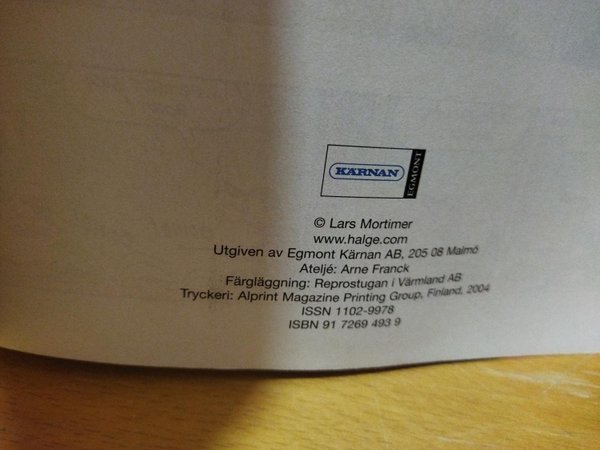 KÄRNAN
EGMONT
© Lars Mortimer
www.halge.com
Utgiven av Egmont Kärnan AB, 205 08 Malmö
Ateljé: Arne Franck
Färgläggning: Reprostugan i Värmland AB
Tryckeri: Alprint Magazine Printing Group, Finland, 2004
ISSN 1102-9978
ISBN 91 7269 493 9